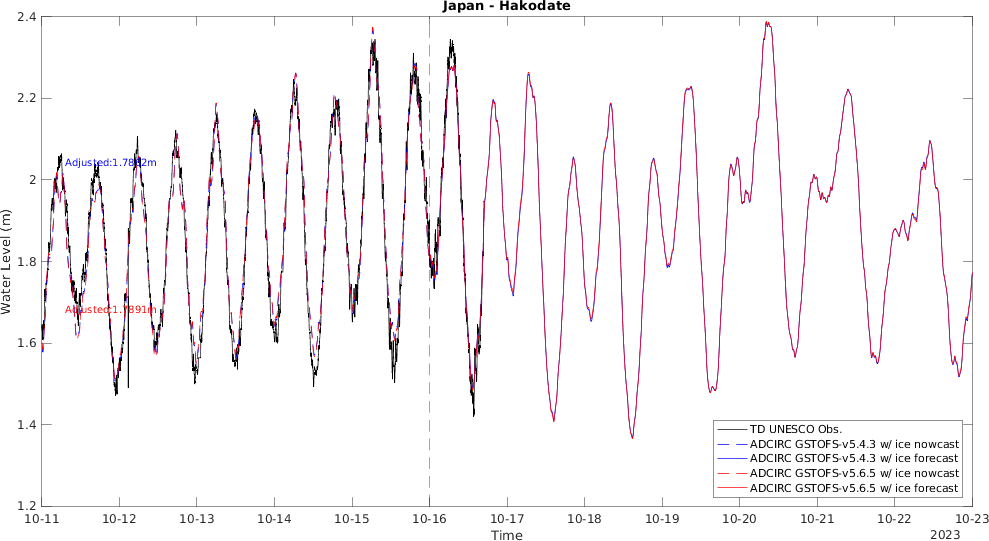 Japan - Hakodate
Water Level (m)
2.4
2.2
2
1.8
1.6
1.4
1.2
Adjusted:1.7862m
Adjusted:1.7891m
TD UNESCO Obs.
ADCIRC GSTOFS-v5.4.3 w/ ice nowcast
ADCIRC GSTOFS-v5.4.3 w/ ice forecast
ADCIRC GSTOFS-v5.6.5 w/ ice nowcast
ADCIRC GSTOFS-v5.6.5 w/ ice forecast
10-11 10-12 10-13 10-14 10-15 10-16 10-17 10-18 10-19 10-20 10-21 10-22 10-23
Time
2023